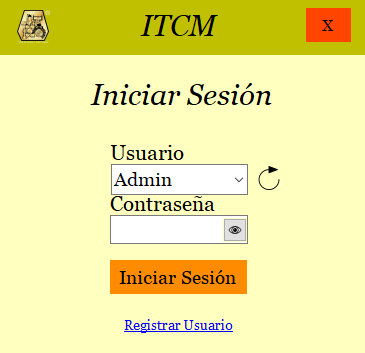 ITCM
X
Iniciar Sesión
Usuario
Admin
Contraseña
Iniciar Sesión
Registrar Usuario